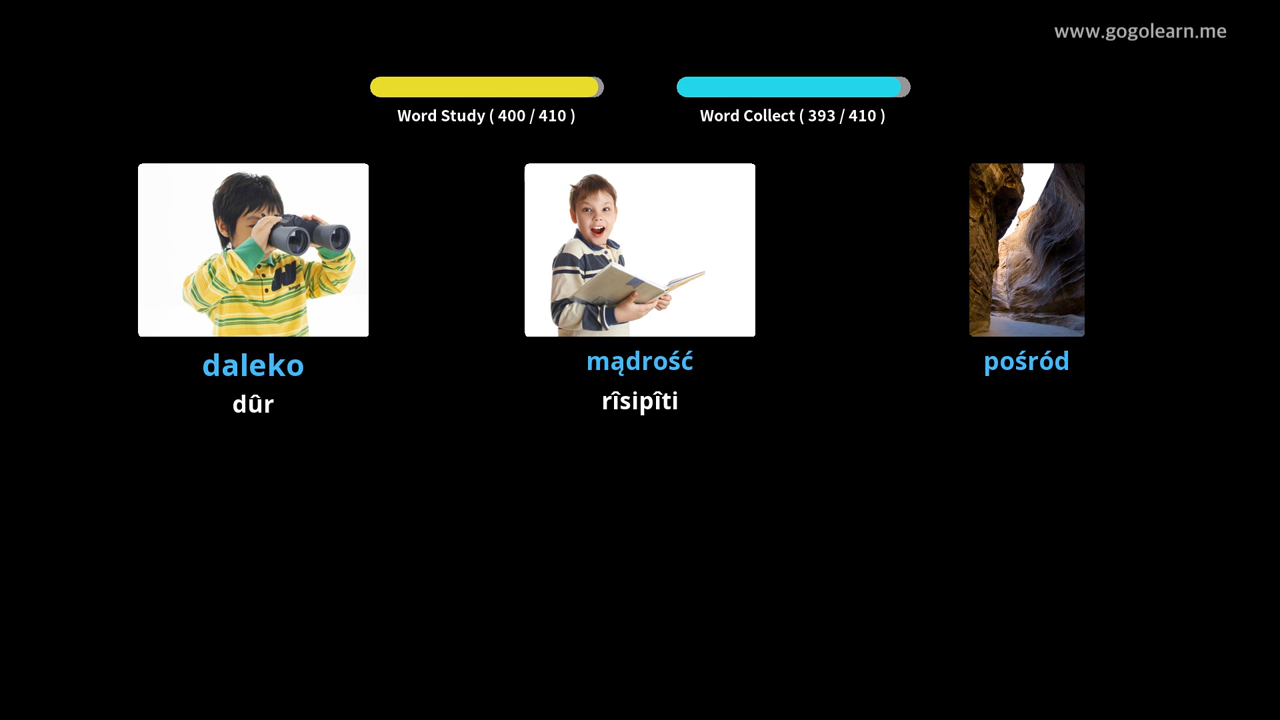 www.gogolearn.me
Word Study ( 400 / 410 )
Word Collect ( 393 / 410 )
daleko
dûr
mądrość
rîsipîti
pośród